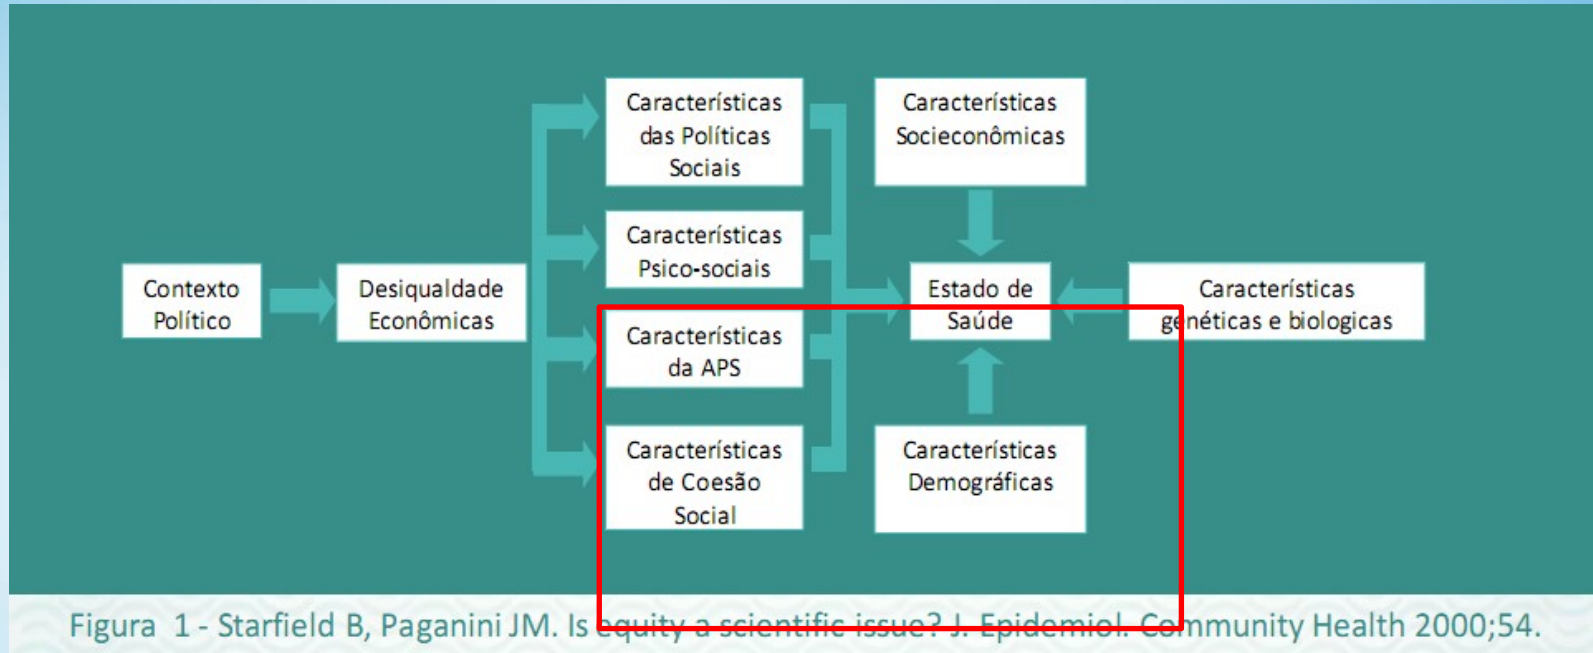 Características
das Políticas
Sociais
Características
Socieconômicas
Características
Psico-sociais
Contexto
Político
Desiqualdade
Econômicas
Características
da APS
Estado de
Saúde
Características
genéticas e biologicas
Características
de Coesão
Social
Características
Demográficas
Figura 1 - Starfield B, Paganini JM. Is equity a scientific issue? J. Epidemiol. Community Health 2000;54.